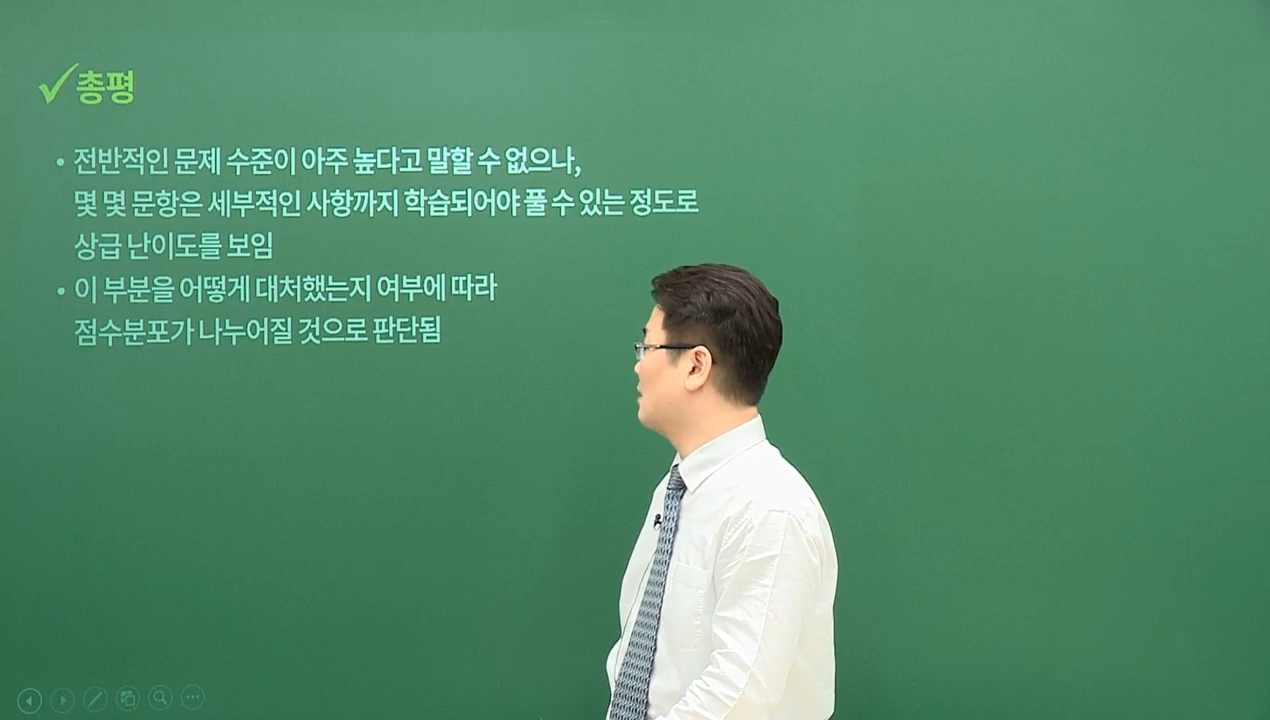 총평
• 전반적인 문제 수준이 아주 높다고 말할 수 없으나,
몇 몇 문항은 세부적인 사항까지 학습되어야 풀 수 있는 정도로
상급 난이도를 보임
• 이 부분을 어떻게 대처했는지 여부에 따라
점수분포가 나누어질 것으로 판단됨